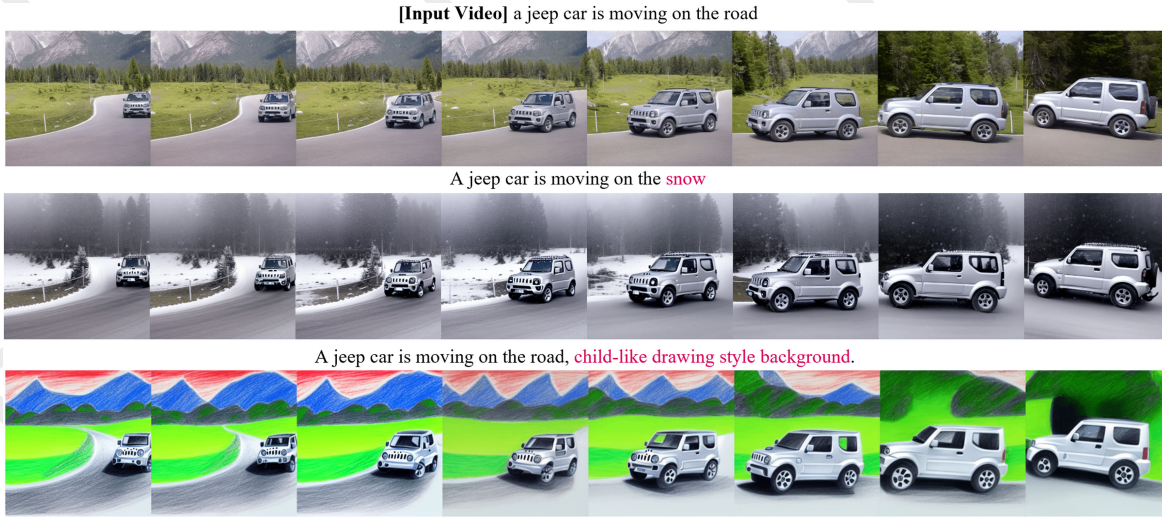 [Input Video] a jeep car is moving on the road
A jeep car is moving on the snow
A jeep car is moving on the road, child-like drawing style background.